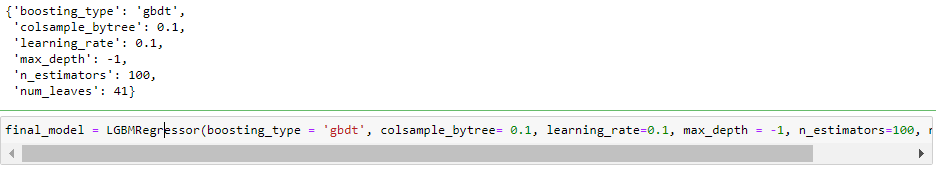 {'boosting_type': 'gbdt',
'colsample_bytree': 0.1,
'learning_rate': 0.1,
'max_depth': -1,
'n_estimators': 100,
'num_leaves': 41}
final_model = LGBMRegressor(boosting_type = 'gbdt', colsample_bytree= 0.1, learning_rate=0.1, max_depth = -1, n_estimators=100,